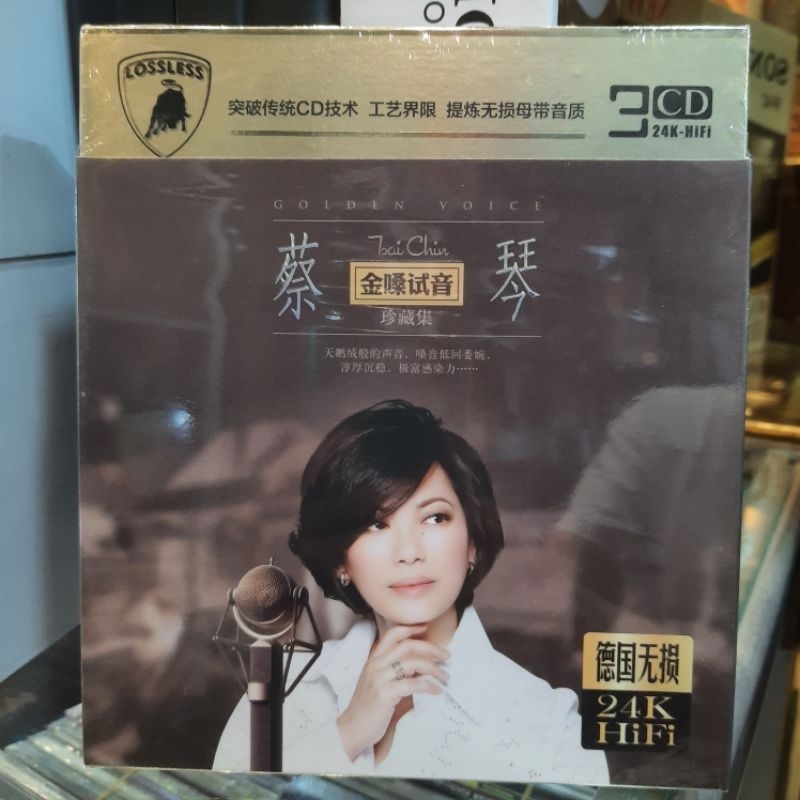 LOSSLESS
突破传统CD技术 工艺界限 提炼无损母带音质
3CD
24K-HiFi
GOLDEN VOICE
Tsai Chin
蔡 琴
金嗓试音
珍藏集
天鹅绒般的声音，嗓音低回委婉，
淳厚沉稳，极富感染力……
德国无损
24K
HiFi